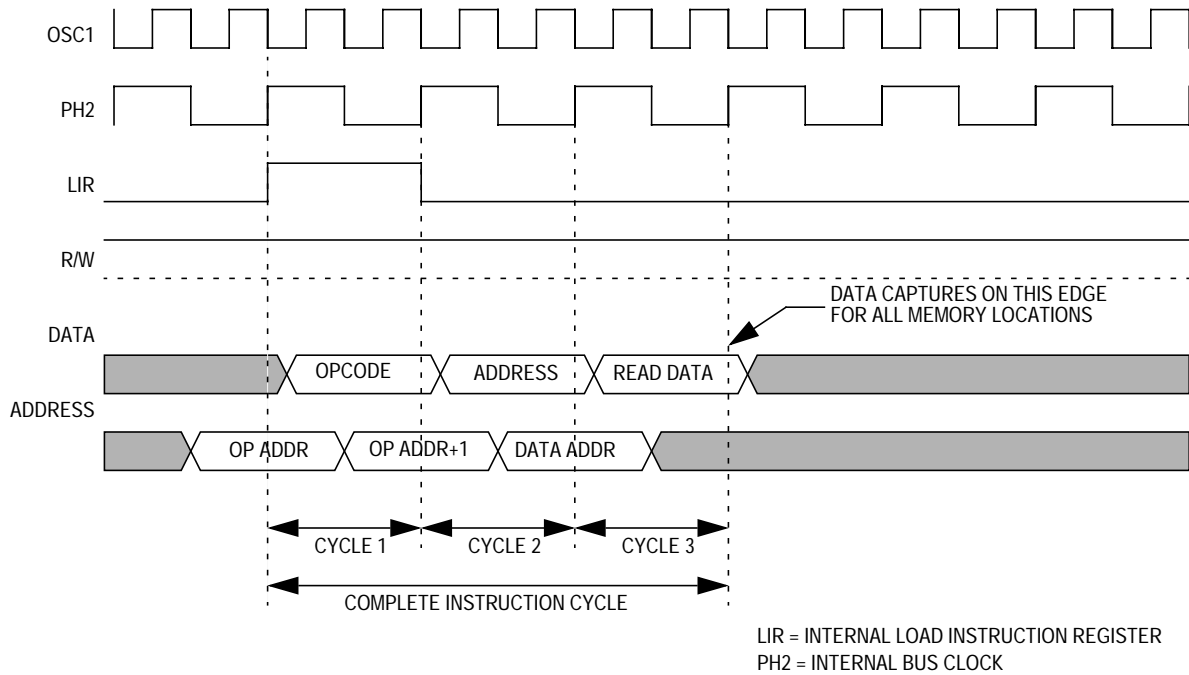 OSC1
PH2
LIR
R/W
DATA CAPTURES ON THIS EDGE
FOR ALL MEMORY LOCATIONS
DATA
OPCODE
ADDRESS
READ DATA
ADDRESS
OP ADDR
OP ADDR+1
DATA ADDR
CYCLE 1
CYCLE 2
CYCLE 3
COMPLETE INSTRUCTION CYCLE
LIR = INTERNAL LOAD INSTRUCTION REGISTER
PH2 = INTERNAL BUS CLOCK